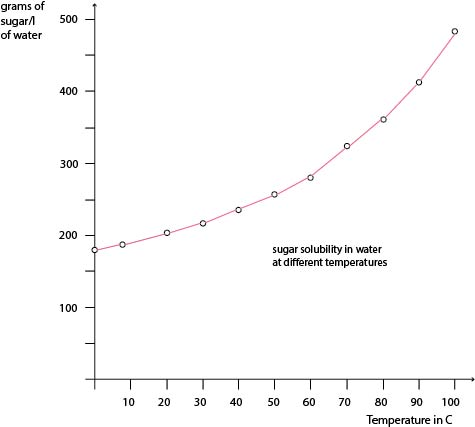 grams of
sugar/l
of water
500
400
300
200
100
sugar solubility in water
at different temperatures
10 20 30 40 50 60 70 80 90 100
Temperature in C